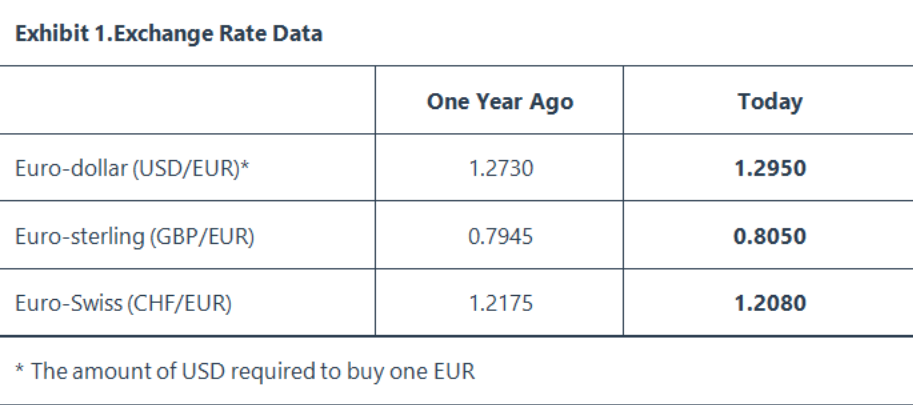 Exhibit 1.Exchange Rate Data
One Year Ago Today
Euro-dollar (USD/EUR)* 1.2730 1.2950
Euro-sterling (GBP/EUR) 0.7945 0.8050
Euro-Swiss (CHF/EUR) 1.2175 1.2080
* The amount of USD required to buy one EUR